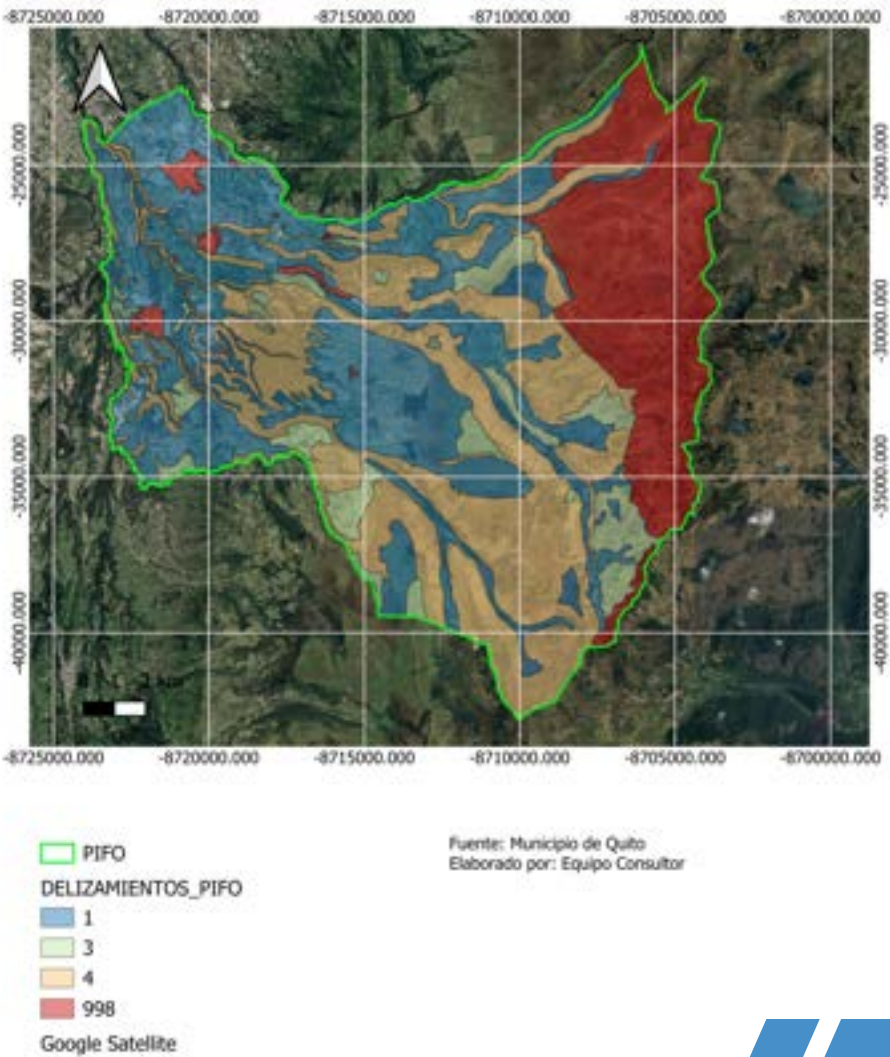 -8725000.000 -8720000.000 -8715000.000 -8710000.000 -8705000.000 -8700000.000
-25000.000 -25000.000
-30000.000 -30000.000
-35000.000 -35000.000
-40000.000 -40000.000
-8725000.000 -8720000.000 -8715000.000 -8710000.000 -8705000.000 -8700000.000
PIFO
Fuente: Municipio de Quito
Elaborado por: Equipo Consultor
DELIZAMIENTOS_PIFO
1
3
4
998
Google Satellite